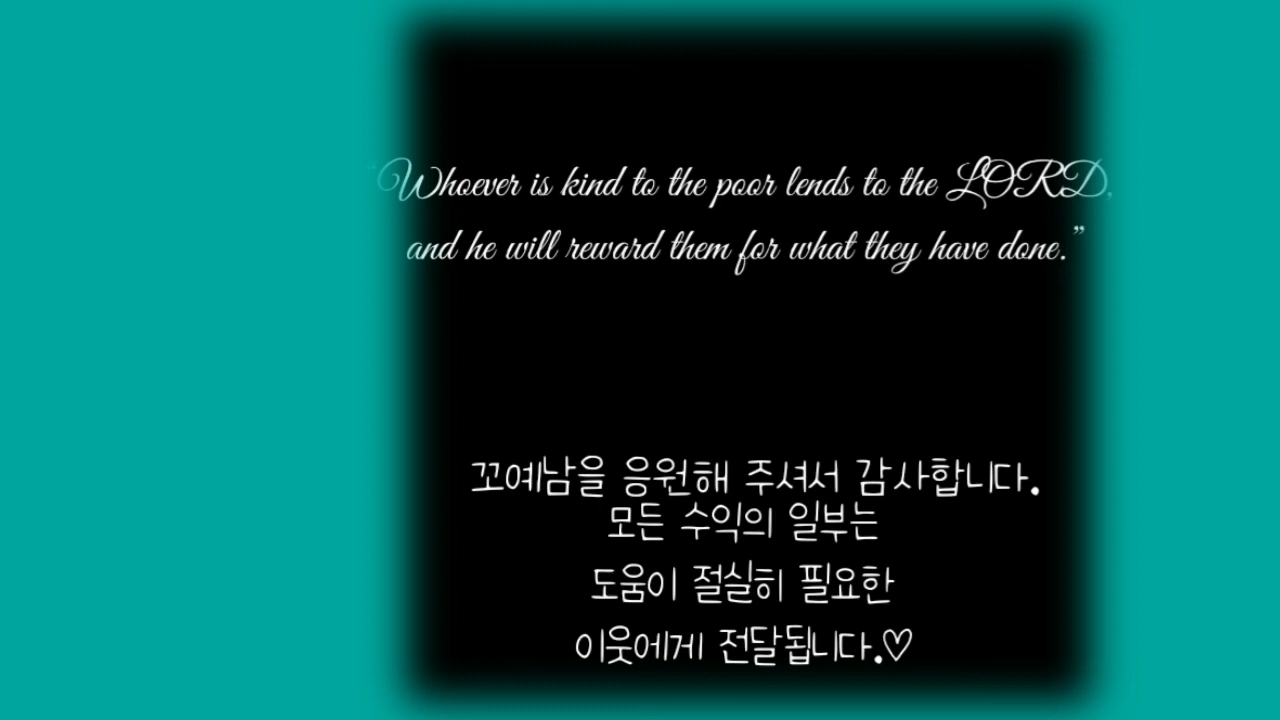 “Whoever is kind to the poor lends to the LORD,
and he will reward them for what they have done.”
꼬예남을 응원해 주셔서 감사합니다.
모든 수익의 일부는
도움이 절실히 필요한
이웃에게 전달됩니다.♡